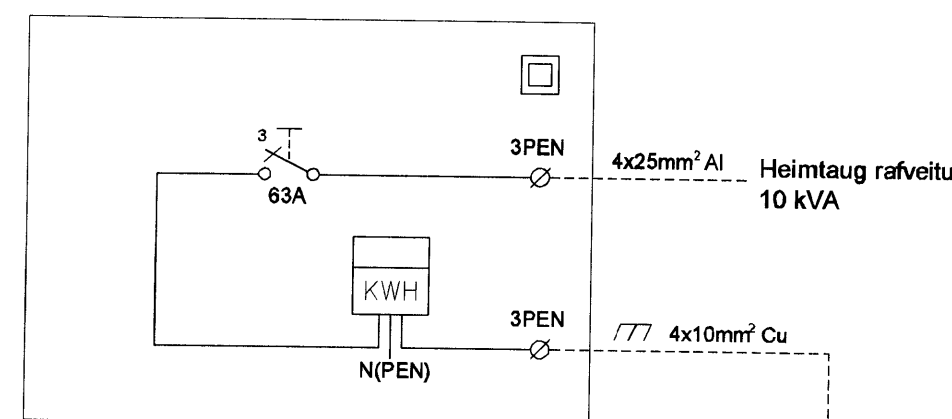 3
63A
3PEN
4x25mm² Al
Heimtaug rafveitu
10 kVA
KWH
N(PEN)
3PEN
4x10mm² Cu